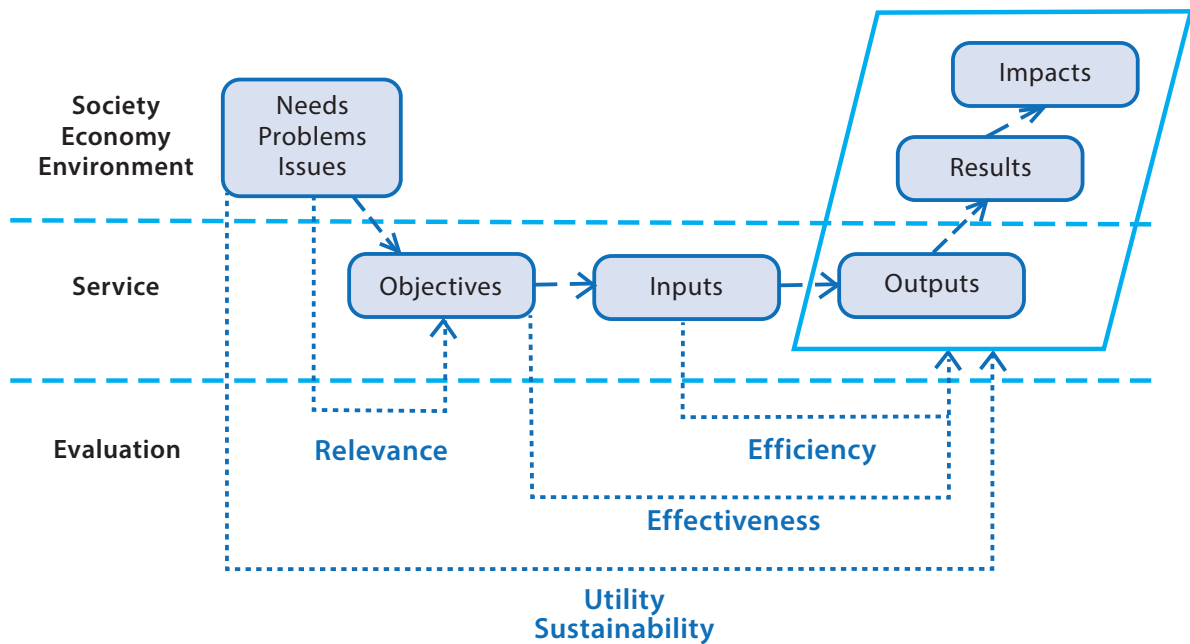 Society
Economy
Environment
Needs
Problems
Issues
Impacts
Results
Service
Objectives
Inputs
Outputs
Evaluation
Relevance
Efficiency
Effectiveness
Utility
Sustainability